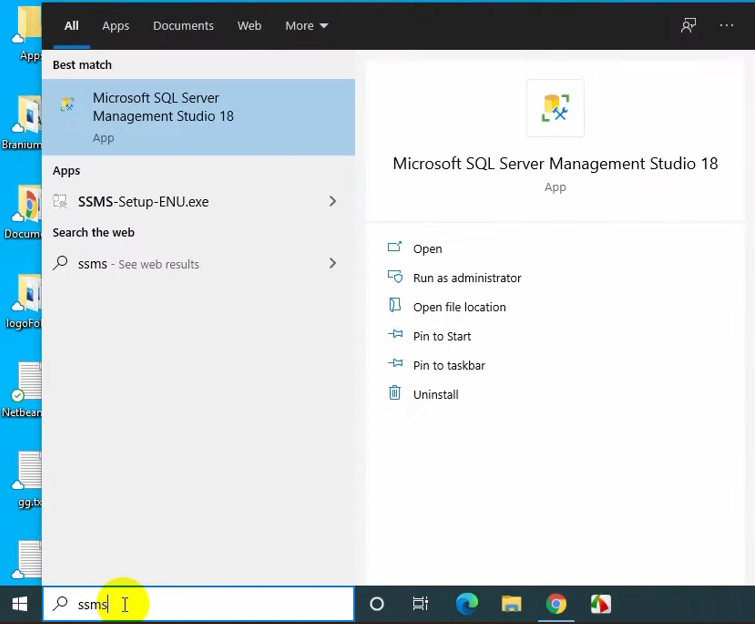 All Apps Documents Web More
Best match
Microsoft SQL Server
Management Studio 18
App
Apps
SSMS-Setup-ENU.exe
Search the web
ssms - See web results
Microsoft SQL Server Management Studio 18
App
Open
Run as administrator
Open file location
Pin to Start
Pin to taskbar
Uninstall
App
Branium
Docume
logoFol
Netbean
gg.tx
ssms